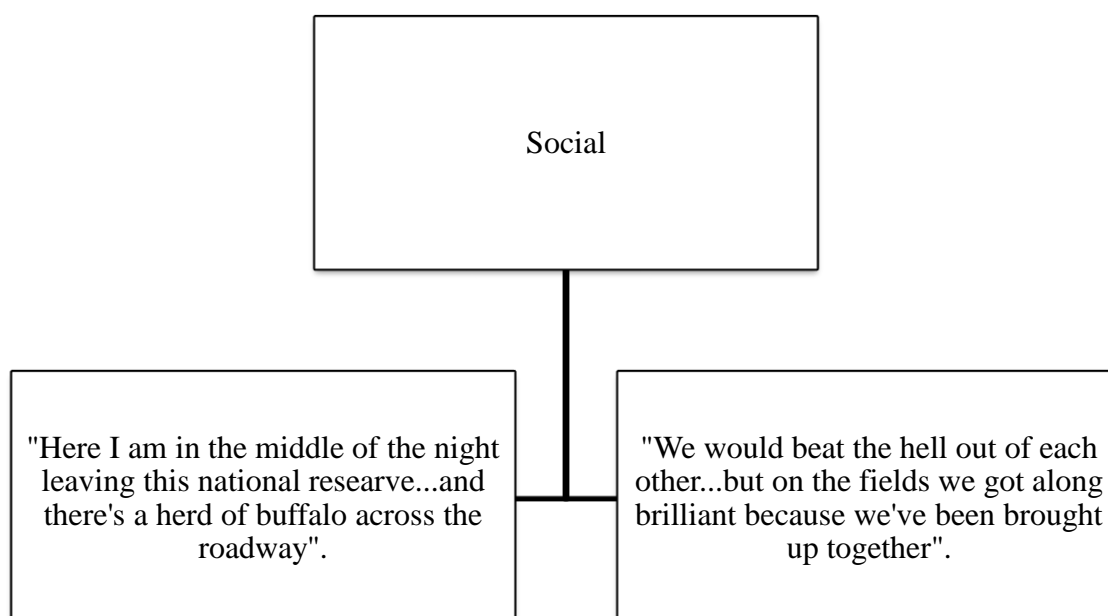 Social
"Here I am in the middle of the night
leaving this national researve...and
there's a herd of buffalo across the
roadway".
"We would beat the hell out of each
other...but on the fields we got along
brilliant because we've been brought
up together".